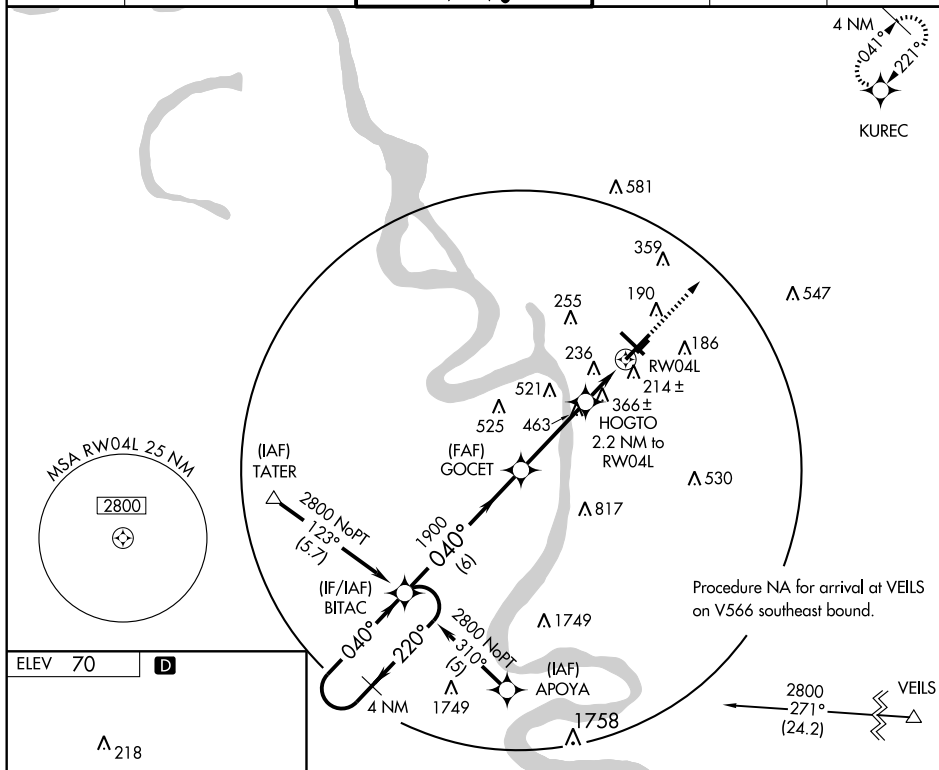 4 NM
041°
221°
KUREC
581
359
547
255
190
186
236
RW04L
214 ±
521
366 ±
525
463
HOGTO
2.2 NM to
RW04L
(FAF)
GOCET
530
MSA RW04L 25 NM
2800
(IAF)
TATER
2800 NoPT
123°
(5.7)
817
1900
040°
(6)
(IF/IAF)
BITAC
Procedure NA for arrival at VEILS
on V566 southeast bound.
040°
220°
4 NM
2800 NoPT
310°
(5)
1749
(IAF)
APOYA
1749
1758
2800
271°
(24.2)
VEILS
ELEV 70
D
218